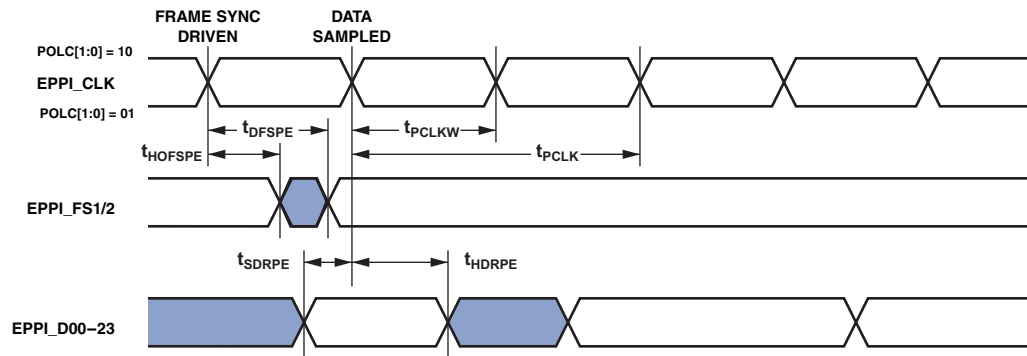 FRAME SYNC
DRIVEN
DATA
SAMPLED
POLC[1:0] = 10
EPPI_CLK
POLC[1:0] = 01
tDFSPE
tPCLKW
tHOFSPE
tPCLK
EPPI_FS1/2
tSDRPE
tHDRPE
EPPI_D00–23